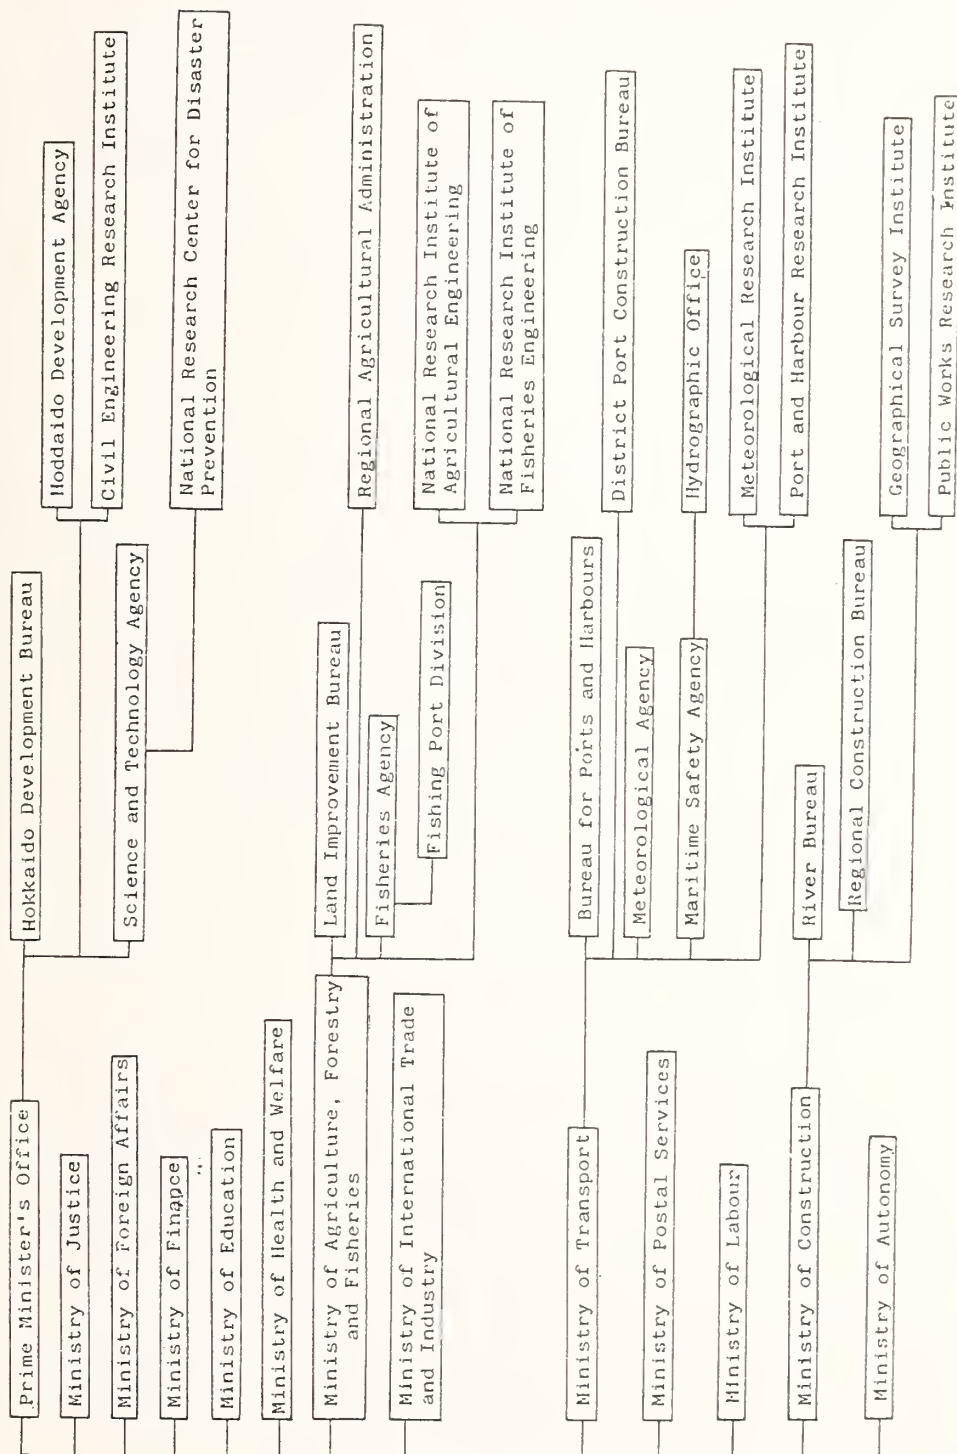 Prime Minister's Office
Hokkaido Development Bureau
Hoddaido Development Agency
Civil Engineering Research Institute
Science and Technology Agency
National Research Center for Disaster
Prevention
Ministry of Justice
Ministry of Foreign Affairs
Ministry of Finance
Ministry of Education
Ministry of Health and Welfare
Ministry of Agriculture, Forestry
and Fisheries
Land Improvement Bureau
Regional Agricultural Administration
Fisheries Agency
Fishing Port Division
National Research Institute of
Agricultural Engineering
National Research Institute of
Fisheries Engineering
Ministry of International Trade
and Industry
Ministry of Transport
Bureau for Ports and Harbours
District Port Construction Bureau
Meteorological Agency
Maritime Safety Agency
Hydrographic Office
Meteorological Research Institute
Port and Harbour Research Institute
Ministry of Postal Services
Ministry of Labour
Ministry of Construction
River Bureau
Regional Construction Bureau
Geographical Survey Institute
Public Works Research Institute
Ministry of Autonomy